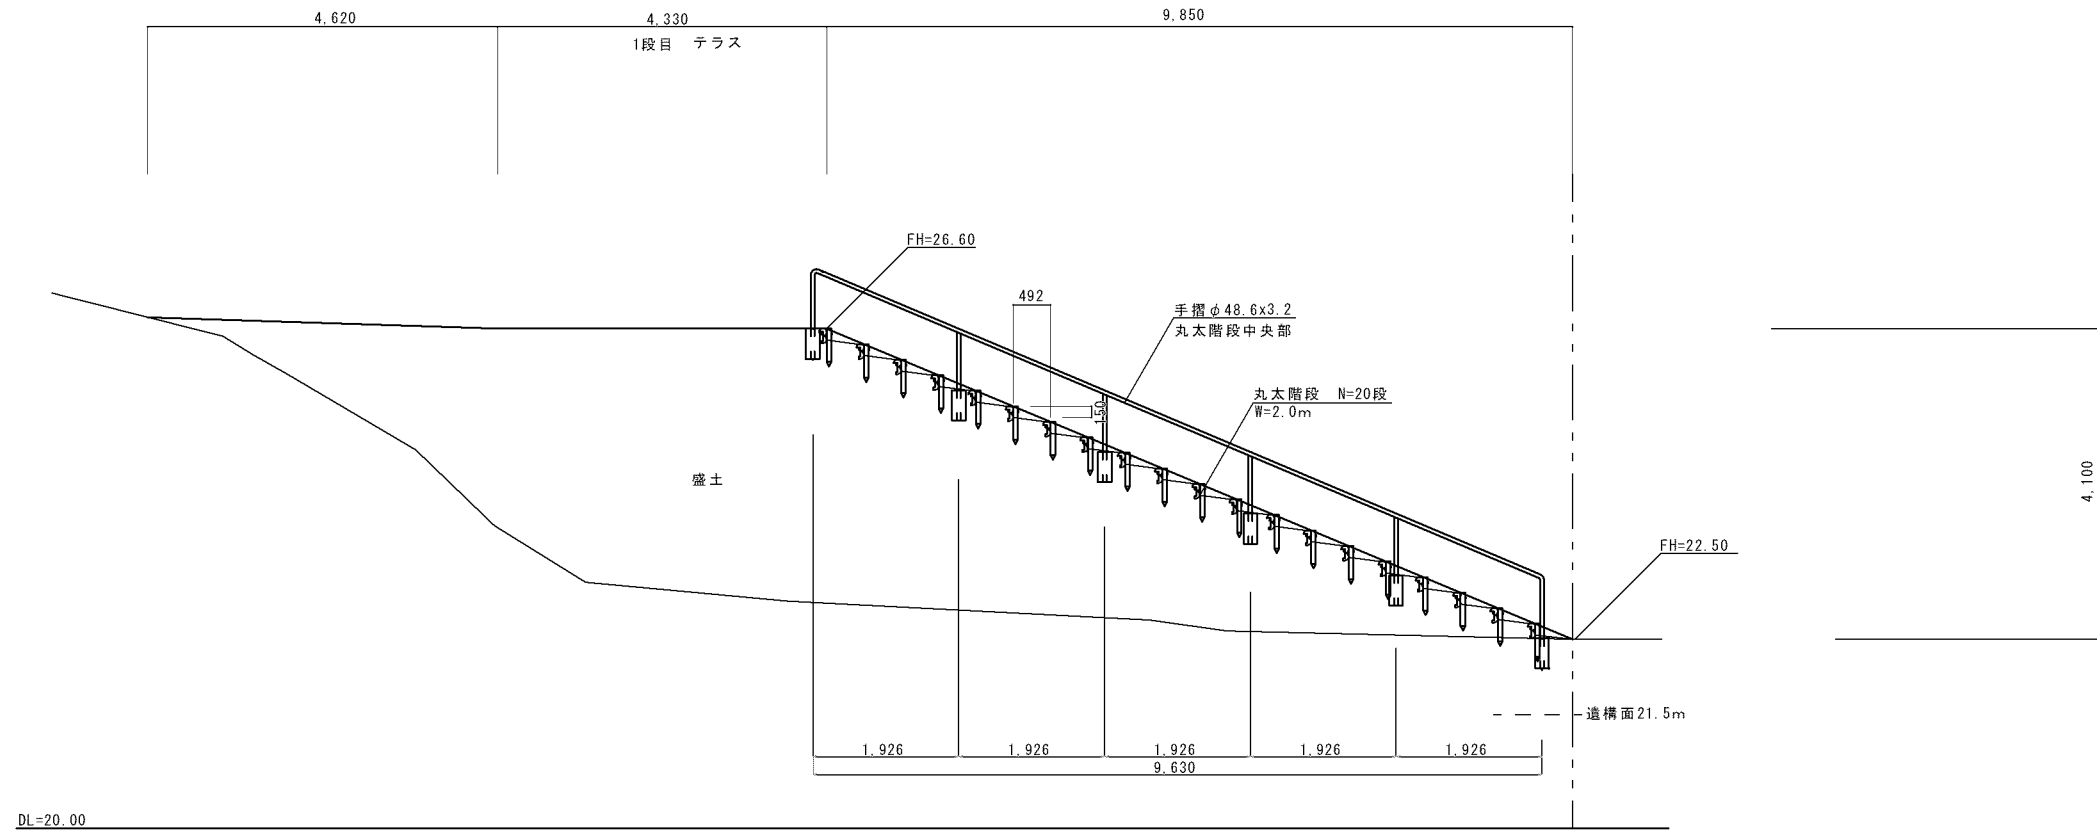 4,620
4,330
9,850
1段目　テラス
FH=26.60
492
手摺φ48.6x3.2
丸太階段中央部
150
丸太階段　N=20段
W=2.0m
盛土
4,100
FH=22.50
遺構面21.5m
1,926
1,926
1,926
1,926
1,926
9,630
DL=20.00